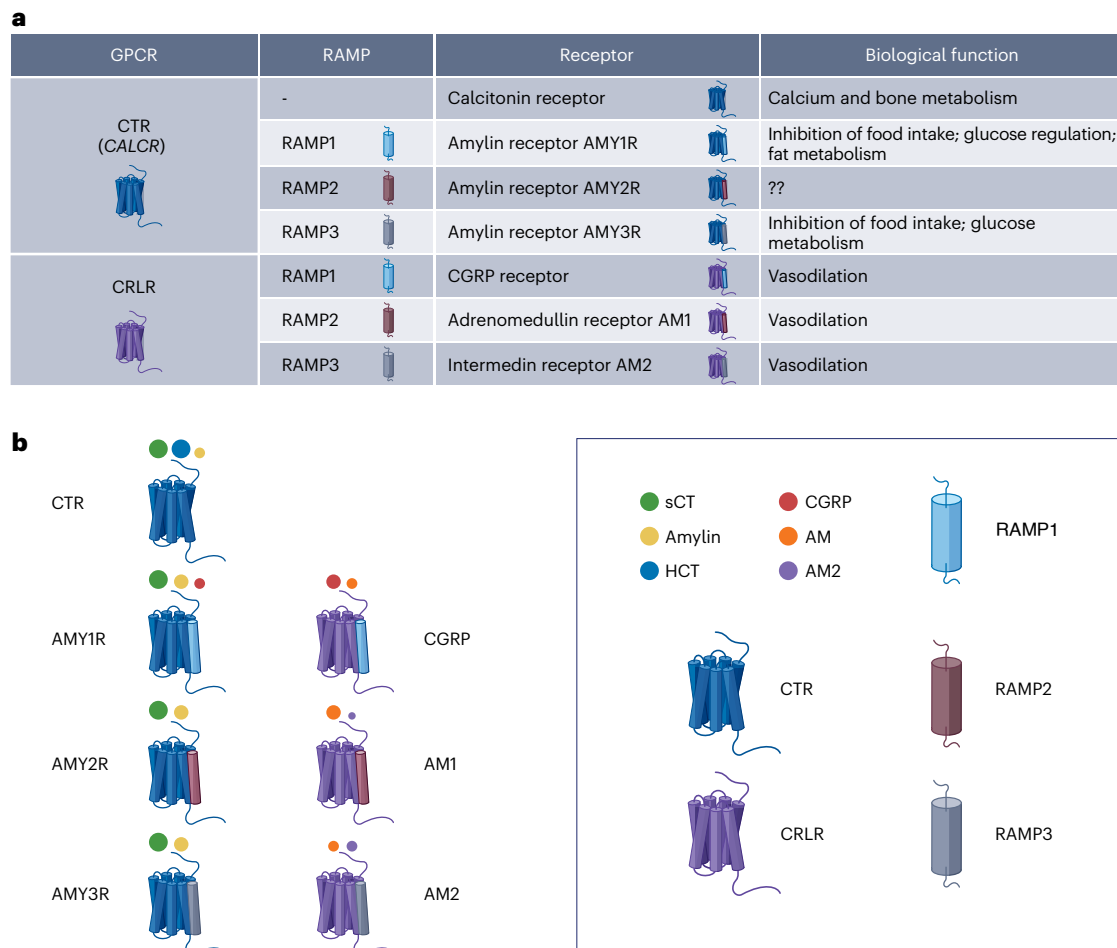 a
GPCR RAMP Receptor Biological function
CTR
(CALCR)
- Calcitonin receptor Calcium and bone metabolism
RAMP1 Amylin receptor AMY1R Inhibition of food intake; glucose regulation;
fat metabolism
RAMP2 Amylin receptor AMY2R ??
RAMP3 Amylin receptor AMY3R Inhibition of food intake; glucose
metabolism
CRLR
RAMP1 CGRP receptor Vasodilation
RAMP2 Adrenomedullin receptor AM1 Vasodilation
RAMP3 Intermedin receptor AM2 Vasodilation
b
CTR
AMY1R CGRP
AMY2R AM1
AMY3R AM2
sCT CGRP RAMP1
Amylin AM
HCT AM2
CTR RAMP2
CRLR RAMP3